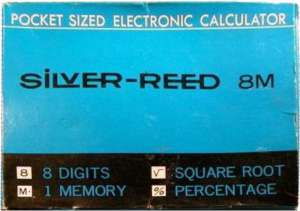 POCKET SIZED ELECTRONIC CALCULATOR
SILVER-REED 8M
8 8 DIGITS √ SQUARE ROOT
M· 1 MEMORY % PERCENTAGE